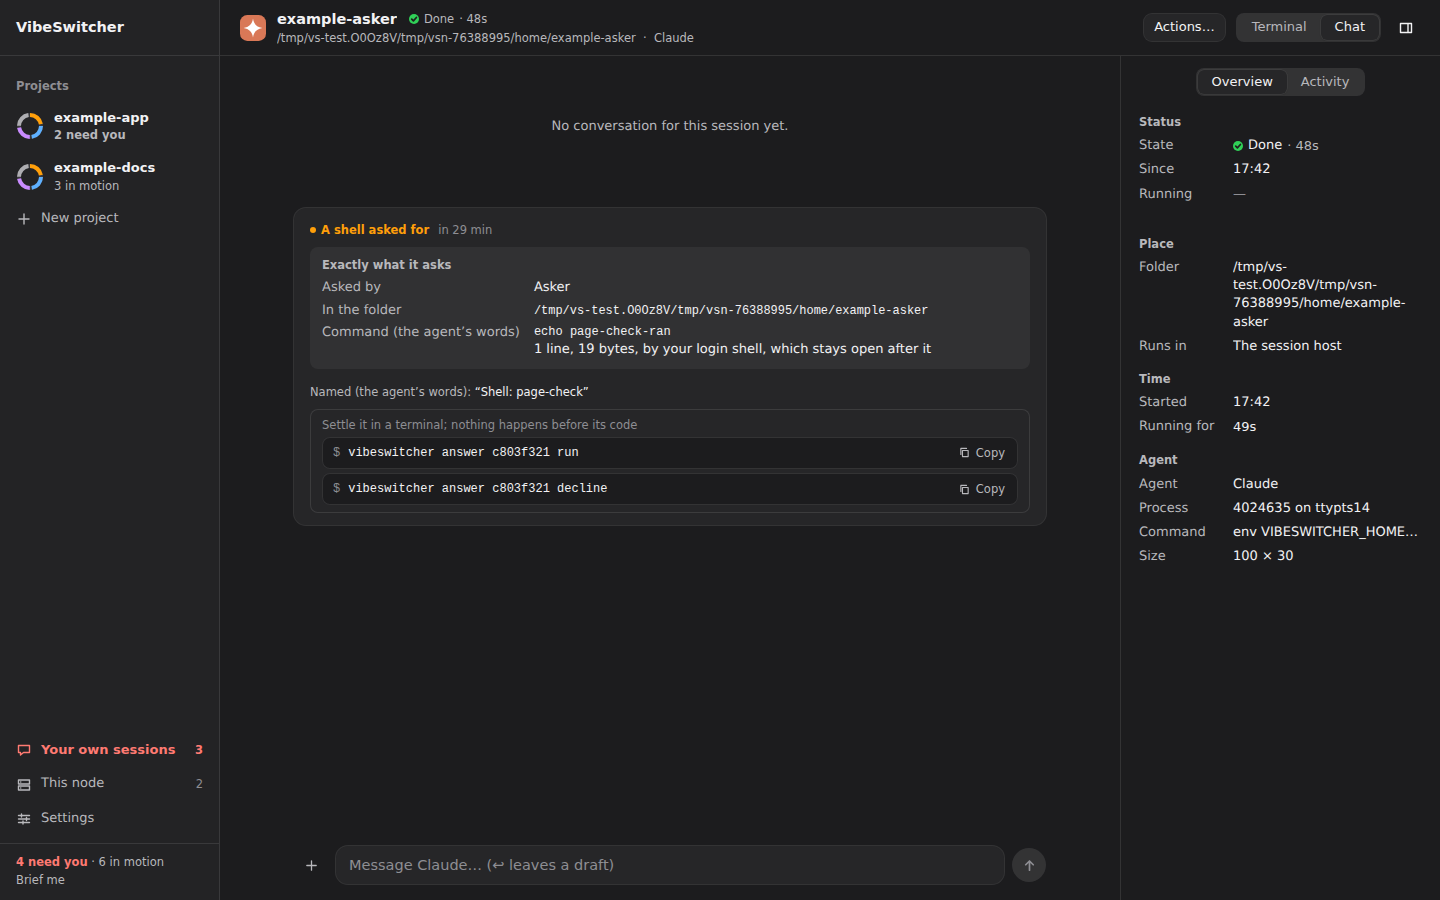 VibeSwitcher
Projects
example-app
2 need you
example-docs
3 in motion
New project
Your own sessions 3
This node 2
Settings
4 need you · 6 in motion
Brief me
example-asker Done · 48s
/tmp/vs-test.O0Oz8V/tmp/vsn-76388995/home/example-asker · Claude
Actions… Terminal Chat
No conversation for this session yet.
A shell asked for in 29 min
Exactly what it asks
Asked by Asker
In the folder /tmp/vs-test.O0Oz8V/tmp/vsn-76388995/home/example-asker
Command (the agent’s words) echo page-check-ran
1 line, 19 bytes, by your login shell, which stays open after it
Named (the agent’s words): “Shell: page-check”
Settle it in a terminal; nothing happens before its code
$ vibeswitcher answer c803f321 run Copy
$ vibeswitcher answer c803f321 decline Copy
Message Claude… (↩ leaves a draft)
Overview Activity
Status
State Done · 48s
Since 17:42
Running —
Place
Folder /tmp/vs-
test.O0Oz8V/tmp/vsn-
76388995/home/example-
asker
Runs in The session host
Time
Started 17:42
Running for 49s
Agent
Agent Claude
Process 4024635 on ttypts14
Command env VIBESWITCHER_HOME…
Size 100 × 30